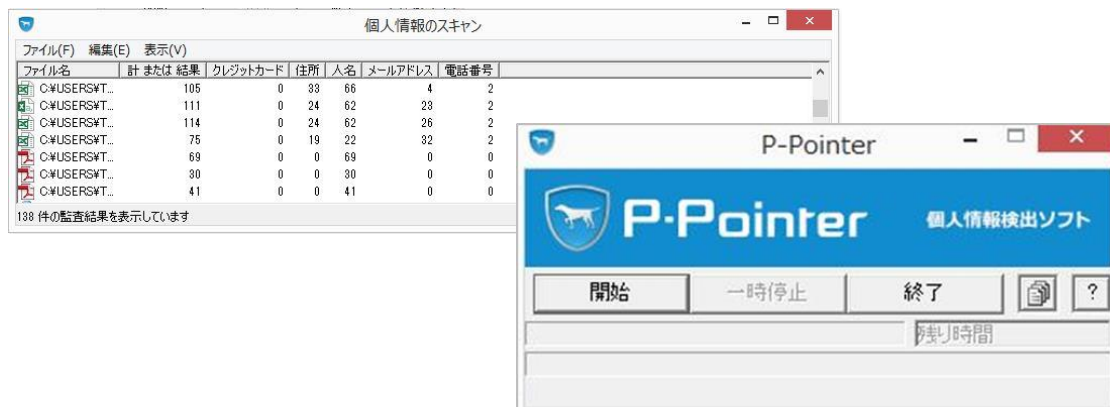 個人情報のスキャン
ファイル(F) 編集(E) 表示(V)
ファイル名 計 または 結果 クレジットカード 住所 人名 メールアドレス 電話番号
C:¥USERS¥T... 105 0 33 66 4 2
C:¥USERS¥T... 111 0 24 62 23 2
C:¥USERS¥T... 114 0 24 62 26 2
C:¥USERS¥T... 75 0 19 22 32 2
C:¥USERS¥T... 69 0 0 69 0 0
C:¥USERS¥T... 30 0 0 30 0 0
C:¥USERS¥T... 41 0 0 41 0 0
138 件の監査結果を表示しています
P-Pointer
P-Pointer 個人情報検出ソフト
開始 一時停止 終了 ?
残り時間